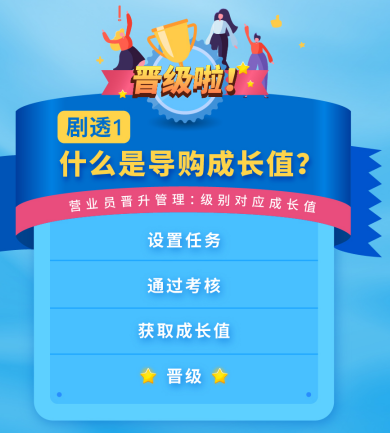 晋级啦!
剧透1
什么是导购成长值?
营业员晋升管理:级别对应成长值
设置任务
通过考核
获取成长值
晋级